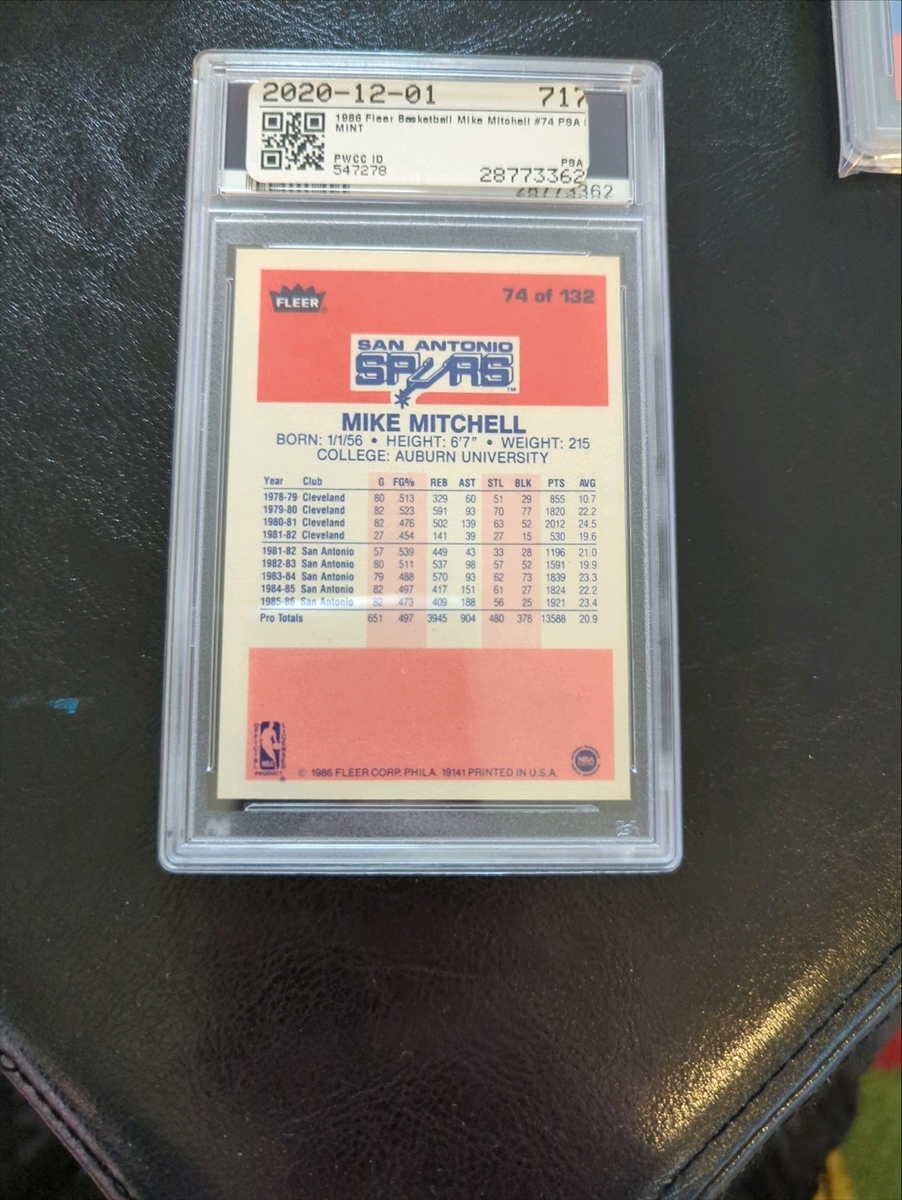 2020-12-01 717
1986 Fleer Basketball Mike Mitchell #74 PSA
MINT
PWCC ID
547278
PSA
28773362
28773362
FLEER
74 of 132
SAN ANTONIO
SPURS
TM
MIKE MITCHELL
BORN: 1/1/56 • HEIGHT: 6'7" • WEIGHT: 215
COLLEGE: AUBURN UNIVERSITY
Year Club G FG% REB AST STL BLK PTS AVG
1978-79 Cleveland 80 .513 329 60 51 29 855 10.7
1979-80 Cleveland 82 .523 591 93 70 77 1820 22.2
1980-81 Cleveland 82 .476 502 139 63 52 2012 24.5
1981-82 Cleveland 27 .454 141 39 27 15 530 19.6
1981-82 San Antonio 57 .539 449 43 33 28 1196 21.0
1982-83 San Antonio 80 .511 537 98 57 52 1591 19.9
1983-84 San Antonio 79 .488 570 93 62 73 1839 23.3
1984-85 San Antonio 82 .497 417 151 61 27 1824 22.2
1985-86 San Antonio 82 .473 409 188 56 25 1921 23.4
Pro Totals 651 .497 3945 904 480 378 13588 20.9
OFFICIAL LICENSED
PRODUCT
© 1986 FLEER CORP. PHILA. 19141 PRINTED IN U.S.A.
NBA